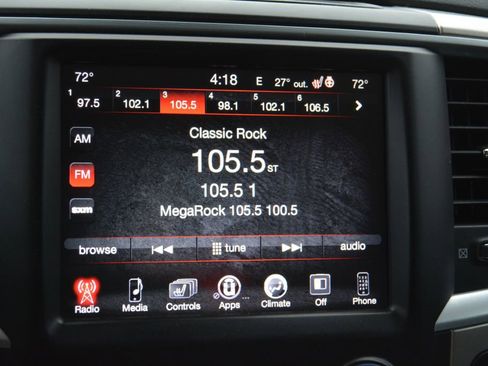 72° 4:18 E 27° out. 72°
1 2 3 4 5 6
97.5 102.1 105.5 98.1 102.1 106.5
AM
Classic Rock
105.5 ST
FM
105.5 1
MegaRock 105.5 100.5
sxm
browse tune audio
Radio Media Controls Apps Climate Off Phone